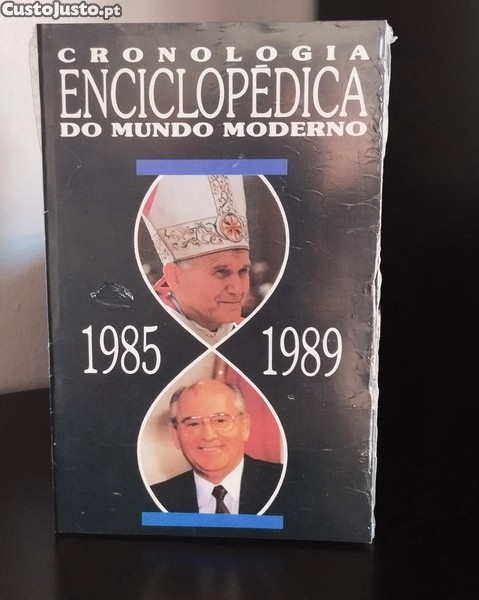 CustoJusto.pt
CRONOLOGIA
ENCICLOPÉDICA
DO MUNDO MODERNO
1985 1989